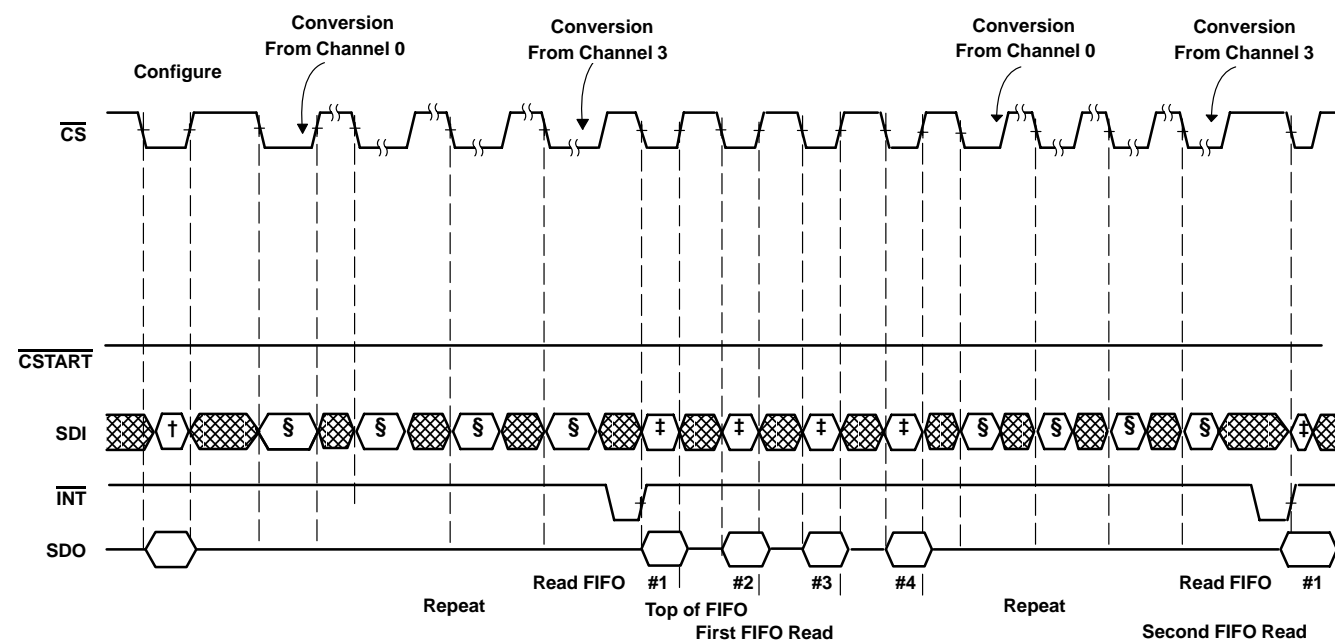 Conversion
From Channel 0
Conversion
From Channel 3
Conversion
From Channel 0
Conversion
From Channel 3
Configure
CS
CSTART
SDI † § § § § ‡ ‡ ‡ ‡ § § § § ‡
INT
SDO
Read FIFO #1 #2 #3 #4 Read FIFO #1
Repeat Top of FIFO Repeat
First FIFO Read Second FIFO Read